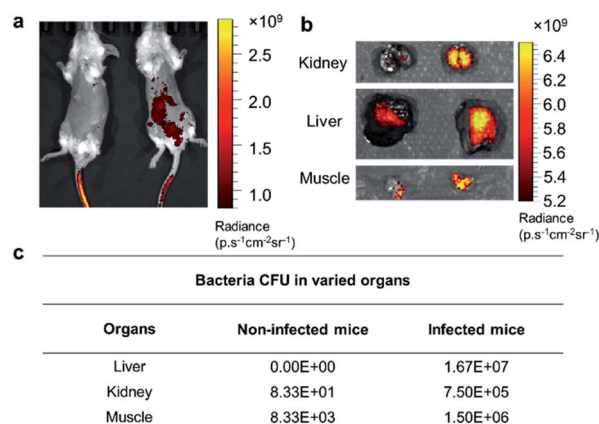 a
×10⁹
2.5
2.0
1.5
1.0
Radiance
(p.s⁻¹cm⁻²sr⁻¹)
b
Kidney
Liver
Muscle
×10⁹
6.4
6.2
6.0
5.8
5.6
5.4
5.2
Radiance
(p.s⁻¹cm⁻²sr⁻¹)
c
Bacteria CFU in varied organs
Organs Non-infected mice Infected mice
Liver 0.00E+00 1.67E+07
Kidney 8.33E+01 7.50E+05
Muscle 8.33E+03 1.50E+06